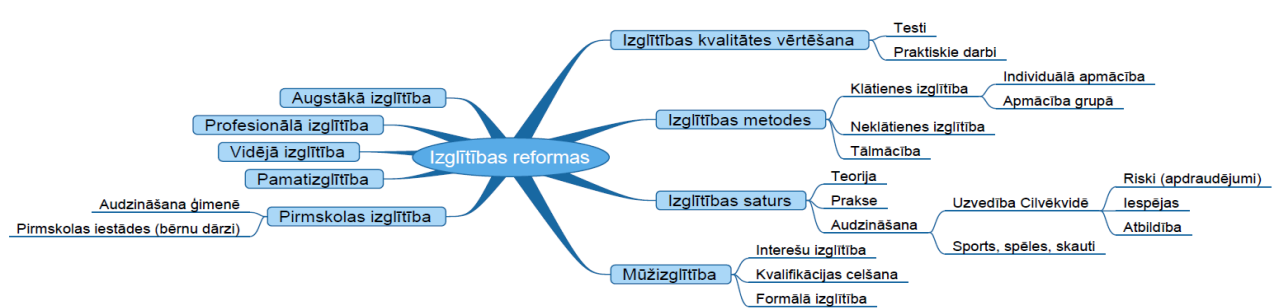 Izglītības reformas
Izglītības kvalitātes vērtēšana
Testi
Praktiskie darbi
Izglītības metodes
Klātienes izglītība
Individuālā apmācība
Apmācība grupā
Neklātienes izglītība
Tālmācība
Izglītības saturs
Teorija
Prakse
Audzināšana
Uzvedība Cilvēkvidē
Riski (apdraudējumi)
Iespējas
Atbildība
Sports, spēles, skauti
Mūžizglītība
Interešu izglītība
Kvalifikācijas celšana
Formālā izglītība
Augstākā izglītība
Profesionālā izglītība
Vidējā izglītība
Pamatizglītība
Pirmskolas izglītība
Audzināšana ģimenē
Pirmskolas iestādes (bērnu dārzi)